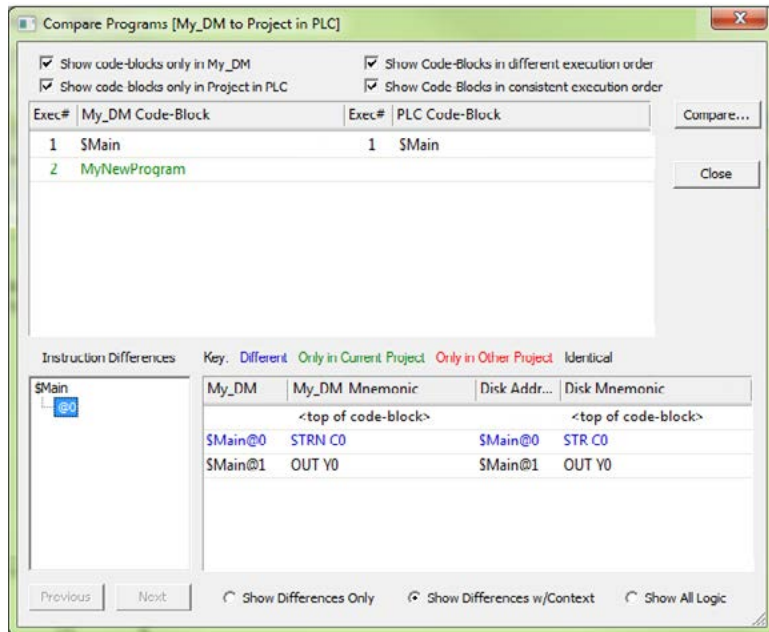 Compare Programs [My_DM to Project in PLC]
Show code-blocks only in My_DM
Show Code-Blocks in different execution order
Show code-blocks only in Project in PLC
Show Code-Blocks in consistent execution order
Exec# My_DM Code-Block Exec# PLC Code-Block
Compare...
1 $Main 1 $Main
2 MyNewProgram
Close
Instruction Differences Key: Different Only in Current Project Only in Other Project Identical
$Main
@0
My_DM My_DM Mnemonic Disk Addr... Disk Mnemonic
<top of code-block> <top of code-block>
$Main@0 STRN C0 $Main@0 STR C0
$Main@1 OUT Y0 $Main@1 OUT Y0
Previous Next Show Differences Only Show Differences w/Context Show All Logic